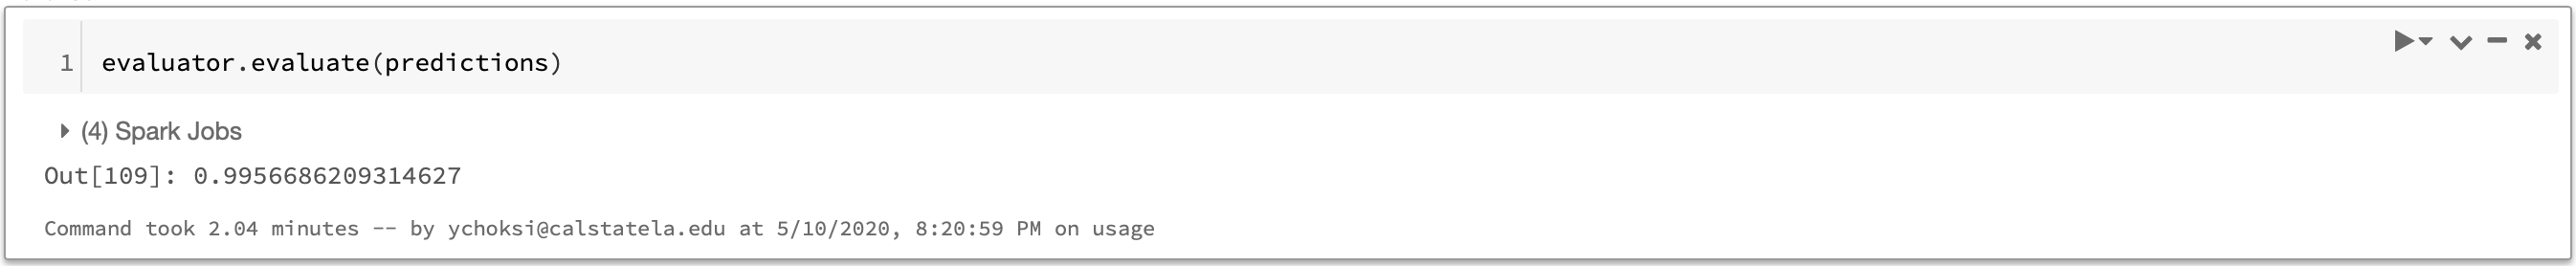 1 evaluator.evaluate(predictions)
(4) Spark Jobs
Out[109]: 0.9956686209314627
Command took 2.04 minutes -- by ychoksi@calstatela.edu at 5/10/2020, 8:20:59 PM on usage